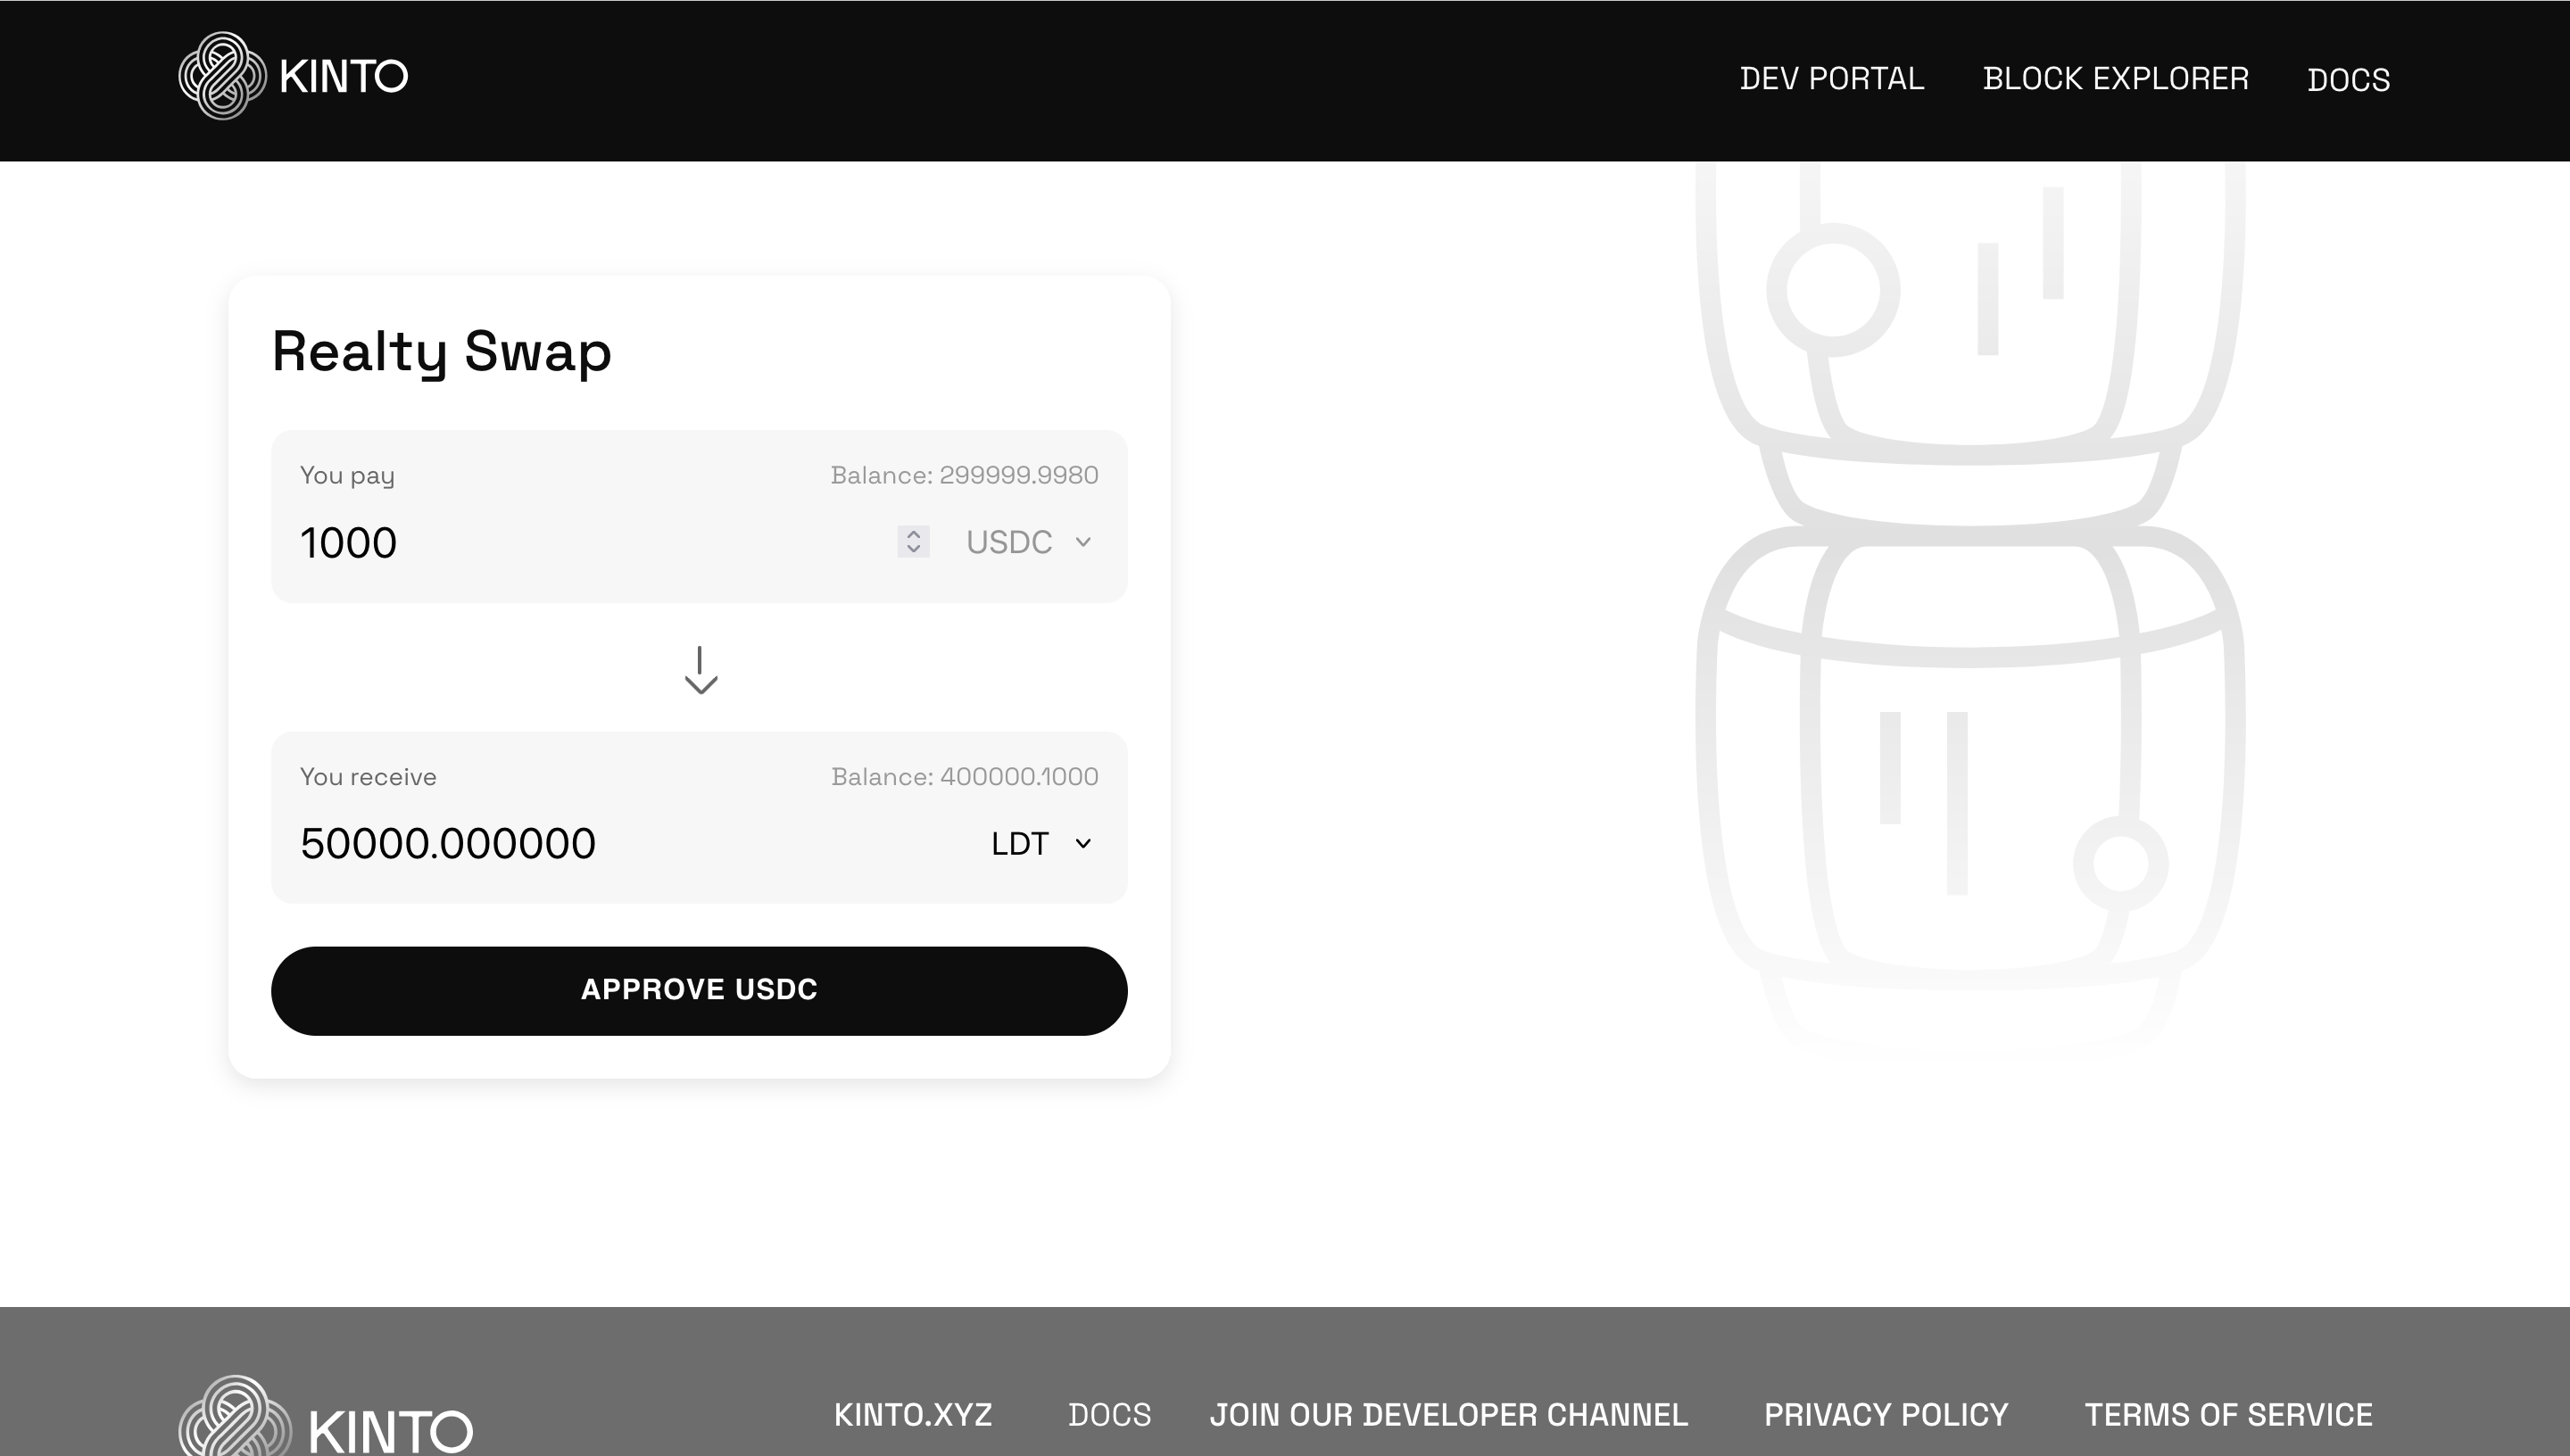 KINTO
DEV PORTAL BLOCK EXPLORER DOCS
Realty Swap
You pay Balance: 299999.9980
1000 USDC
You receive Balance: 400000.1000
50000.000000 LDT
APPROVE USDC
KINTO
KINTO.XYZ DOCS JOIN OUR DEVELOPER CHANNEL PRIVACY POLICY TERMS OF SERVICE